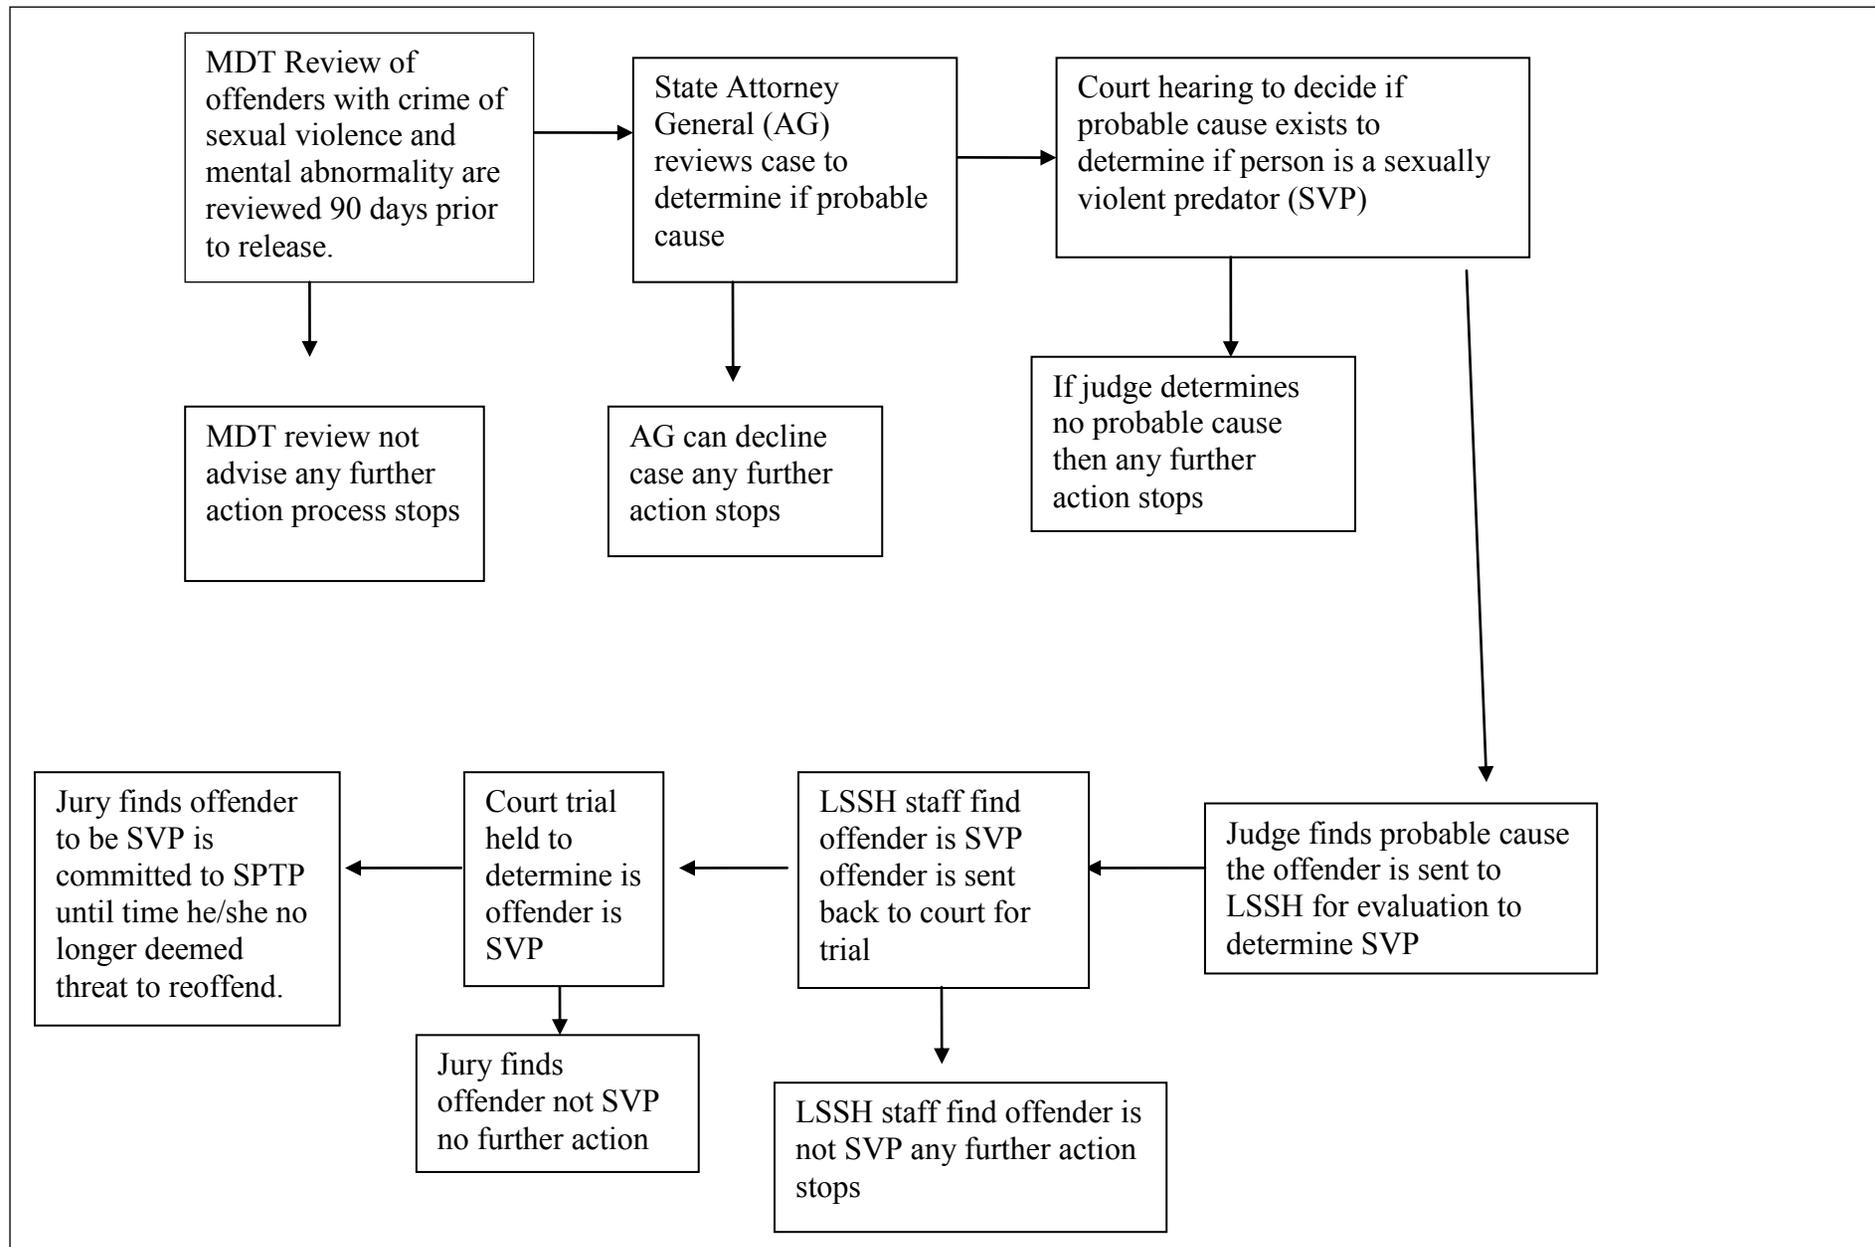 MDT Review of
offenders with crime of
sexual violence and
mental abnormality are
reviewed 90 days prior
to release.
State Attorney
General (AG)
reviews case to
determine if probable
cause
Court hearing to decide if
probable cause exists to
determine if person is a sexually
violent predator (SVP)
MDT review not
advise any further
action process stops
AG can decline
case any further
action stops
If judge determines
no probable cause
then any further
action stops
Judge finds probable cause
the offender is sent to
LSSH for evaluation to
determine SVP
LSSH staff find
offender is SVP
offender is sent
back to court for
trial
Court trial
held to
determine is
offender is
SVP
Jury finds offender
to be SVP is
committed to SPTP
until time he/she no
longer deemed
threat to reoffend.
Jury finds
offender not SVP
no further action
LSSH staff find offender is
not SVP any further action
stops